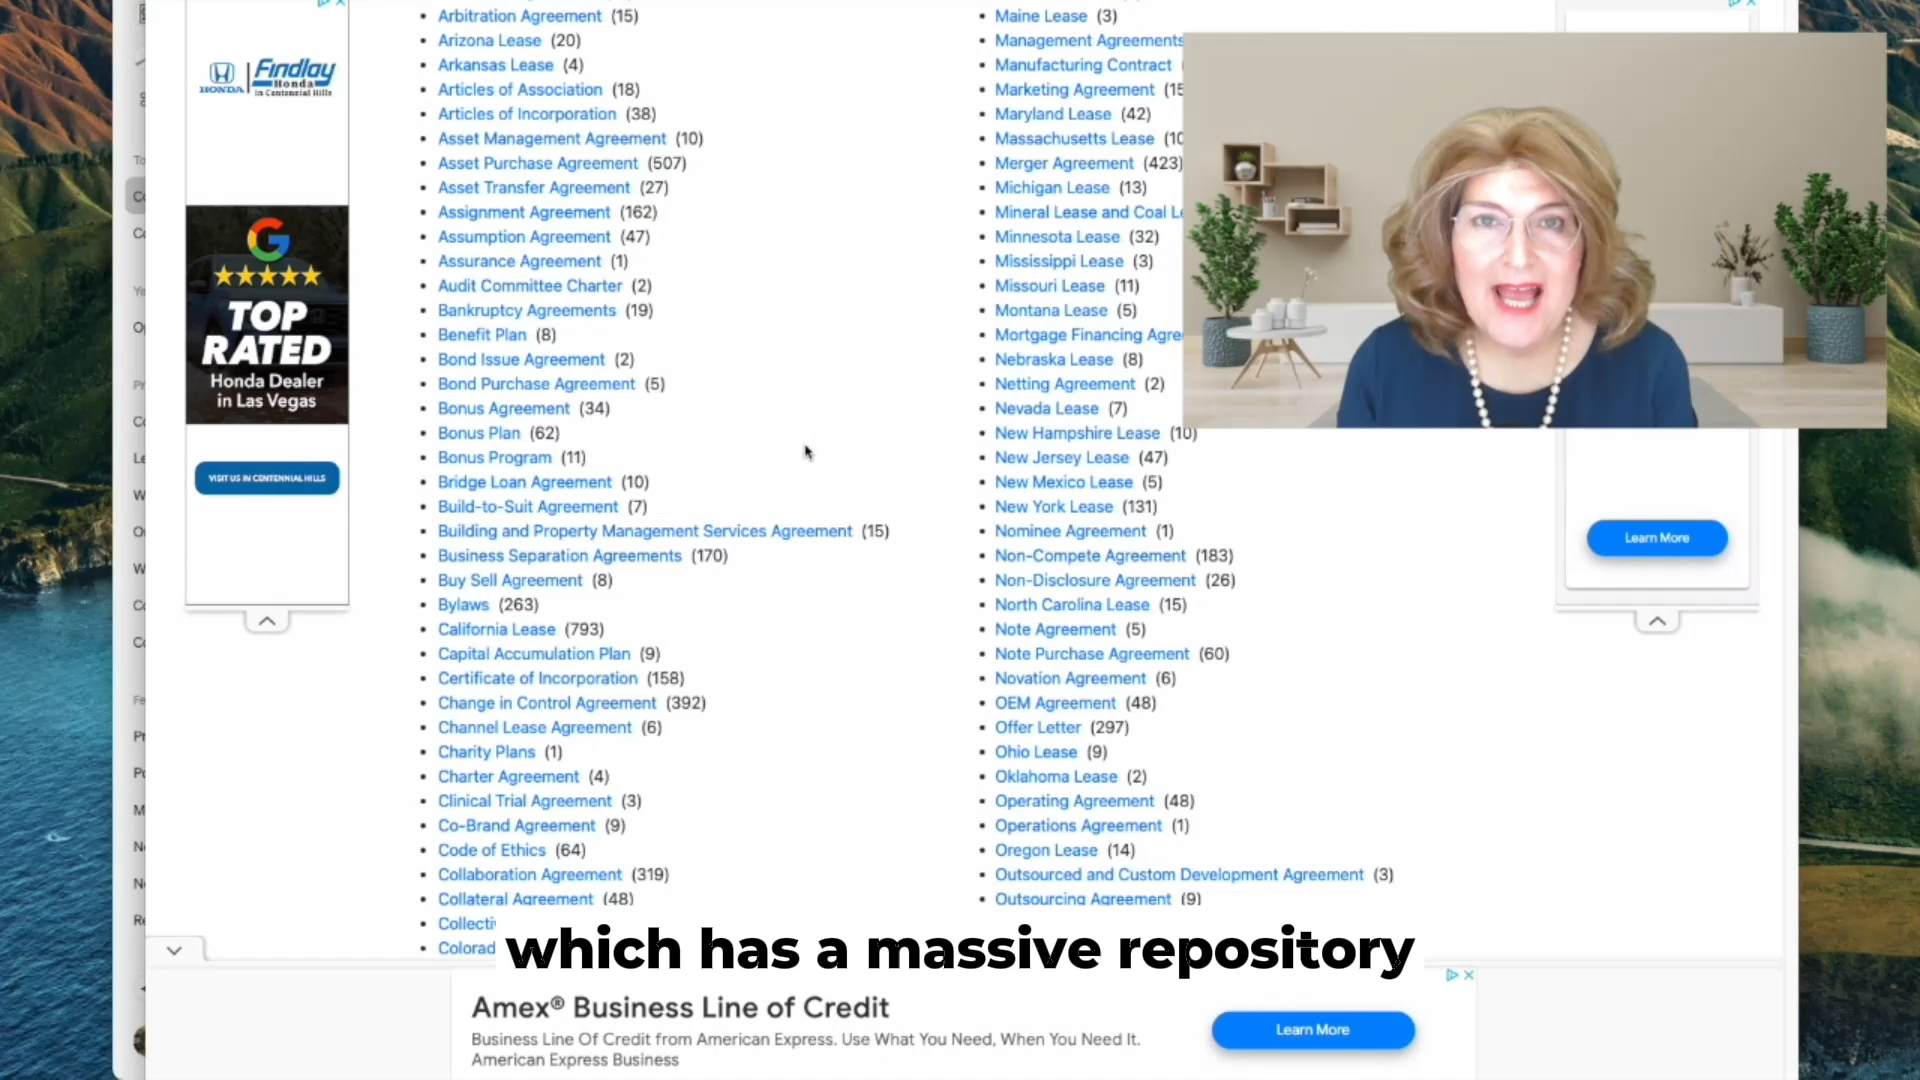 HONDA
Findlay
Honda
in Centennial Hills
TOP
RATED
Honda Dealer
in Las Vegas
VISIT US IN CENTENNIAL HILLS
Arbitration Agreement (15)
Arizona Lease (20)
Arkansas Lease (4)
Articles of Association (18)
Articles of Incorporation (38)
Asset Management Agreement (10)
Asset Purchase Agreement (507)
Asset Transfer Agreement (27)
Assignment Agreement (162)
Assumption Agreement (47)
Assurance Agreement (1)
Audit Committee Charter (2)
Bankruptcy Agreements (19)
Benefit Plan (8)
Bond Issue Agreement (2)
Bond Purchase Agreement (5)
Bonus Agreement (34)
Bonus Plan (62)
Bonus Program (11)
Bridge Loan Agreement (10)
Build-to-Suit Agreement (7)
Building and Property Management Services Agreement (15)
Business Separation Agreements (170)
Buy Sell Agreement (8)
Bylaws (263)
California Lease (793)
Capital Accumulation Plan (9)
Certificate of Incorporation (158)
Change in Control Agreement (392)
Channel Lease Agreement (6)
Charity Plans (1)
Charter Agreement (4)
Clinical Trial Agreement (3)
Co-Brand Agreement (9)
Code of Ethics (64)
Collaboration Agreement (319)
Collateral Agreement (48)
Collecti
Colorad
Maine Lease (3)
Management Agreements
Manufacturing Contract
Marketing Agreement (15
Maryland Lease (42)
Massachusetts Lease (10
Merger Agreement (423)
Michigan Lease (13)
Mineral Lease and Coal Le
Minnesota Lease (32)
Mississippi Lease (3)
Missouri Lease (11)
Montana Lease (5)
Mortgage Financing Agre
Nebraska Lease (8)
Netting Agreement (2)
Nevada Lease (7)
New Hampshire Lease (10)
New Jersey Lease (47)
New Mexico Lease (5)
New York Lease (131)
Nominee Agreement (1)
Non-Compete Agreement (183)
Non-Disclosure Agreement (26)
North Carolina Lease (15)
Note Agreement (5)
Note Purchase Agreement (60)
Novation Agreement (6)
OEM Agreement (48)
Offer Letter (297)
Ohio Lease (9)
Oklahoma Lease (2)
Operating Agreement (48)
Operations Agreement (1)
Oregon Lease (14)
Outsourced and Custom Development Agreement (3)
Outsourcing Agreement (9)
Learn More
which has a massive repository
Amex® Business Line of Credit
Business Line Of Credit from American Express. Use What You Need, When You Need It.
American Express Business
Learn More